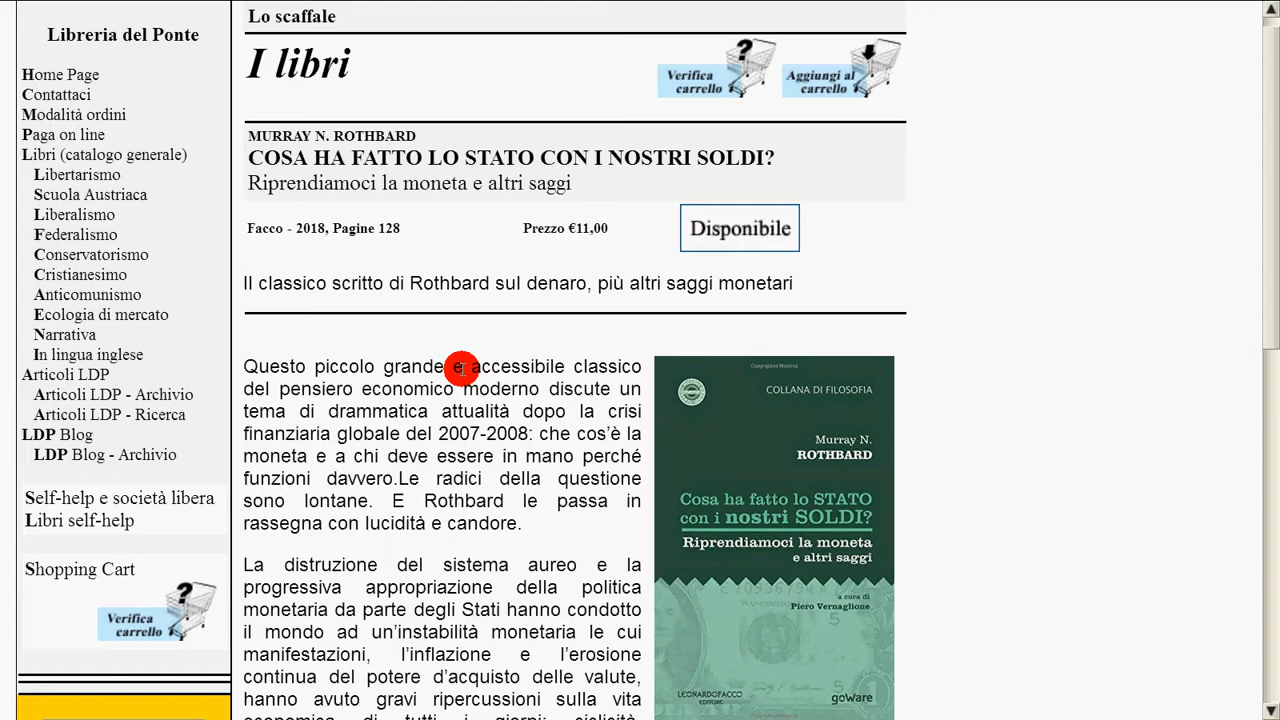 Libreria del Ponte
Home Page
Contattaci
Modalità ordini
Paga on line
Libri (catalogo generale)
Libertarismo
Scuola Austriaca
Liberalismo
Federalismo
Conservatorismo
Cristianesimo
Anticomunismo
Ecologia di mercato
Narrativa
In lingua inglese
Articoli LDP
Articoli LDP - Archivio
Articoli LDP - Ricerca
LDP Blog
LDP Blog - Archivio
Self-help e società libera
Libri self-help
Shopping Cart
Verifica
carrello
?
Lo scaffale
I libri
Verifica
carrello
?
Aggiungi al
carrello
MURRAY N. ROTHBARD
COSA HA FATTO LO STATO CON I NOSTRI SOLDI?
Riprendiamoci la moneta e altri saggi
Facco - 2018, Pagine 128
Prezzo €11,00
Disponibile
Il classico scritto di Rothbard sul denaro, più altri saggi monetari
Questo piccolo grande e accessibile classico
del pensiero economico moderno discute un
tema di drammatica attualità dopo la crisi
finanziaria globale del 2007-2008: che cos’è la
moneta e a chi deve essere in mano perché
funzioni davvero.Le radici della questione
sono lontane. E Rothbard le passa in
rassegna con lucidità e candore.
La distruzione del sistema aureo e la
progressiva appropriazione della politica
monetaria da parte degli Stati hanno condotto
il mondo ad un’instabilità monetaria le cui
manifestazioni, l’inflazione e l’erosione
continua del potere d’acquisto delle valute,
hanno avuto gravi ripercussioni sulla vita
economica di tutti i giorni: ciclicità,
Copyrighted Material
COLLANA DI FILOSOFIA
Murray N.
ROTHBARD
Cosa ha fatto lo STATO
con i nostri SOLDI?
Riprendiamoci la moneta
e altri saggi
a cura di
Piero Vernaglione
LEONARDOFACCO
EDITORE
goWare